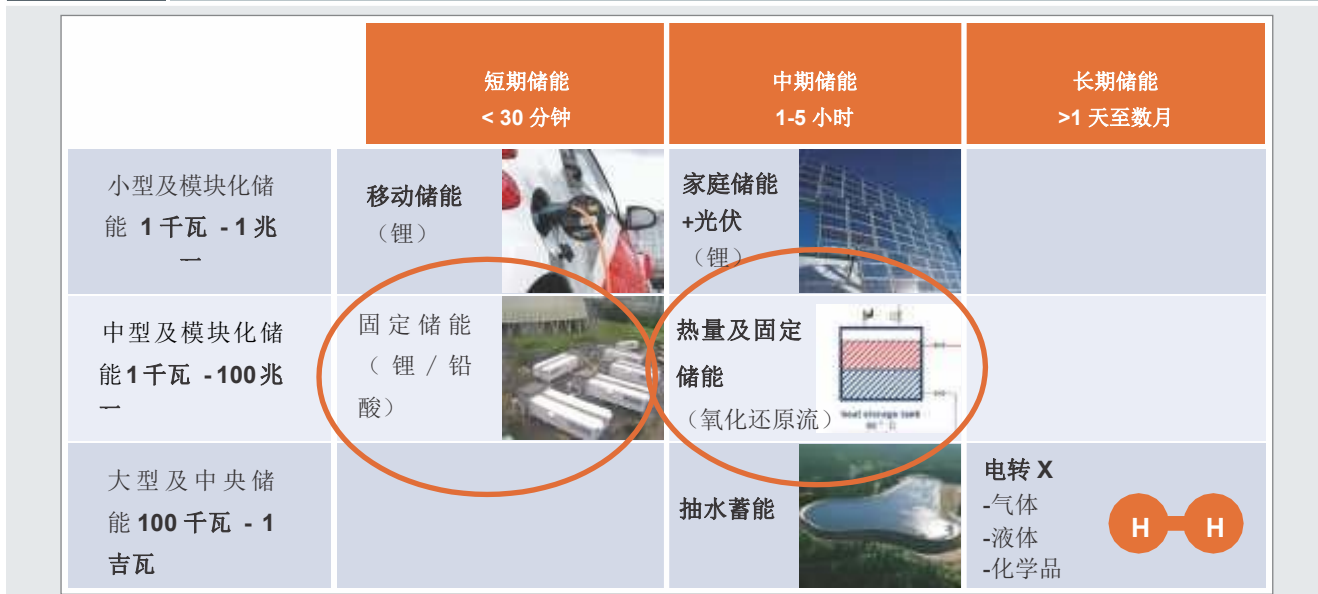 短期储能
< 30 分钟
中期储能
1-5 小时
长期储能
>1 天至数月
小型及模块化储
能 1 千瓦 - 1 兆
移动储能
（锂）
家庭储能
+光伏
（锂）
中型及模块化储
能1 千瓦 - 100 兆
固定储能
（锂/铅
酸）
热量及固定
储能
（氧化还原流）
heat storage tank
大型及中央储
能 100 千瓦 - 1
吉瓦
抽水蓄能
电转 X
-气体
-液体
-化学品
H
H